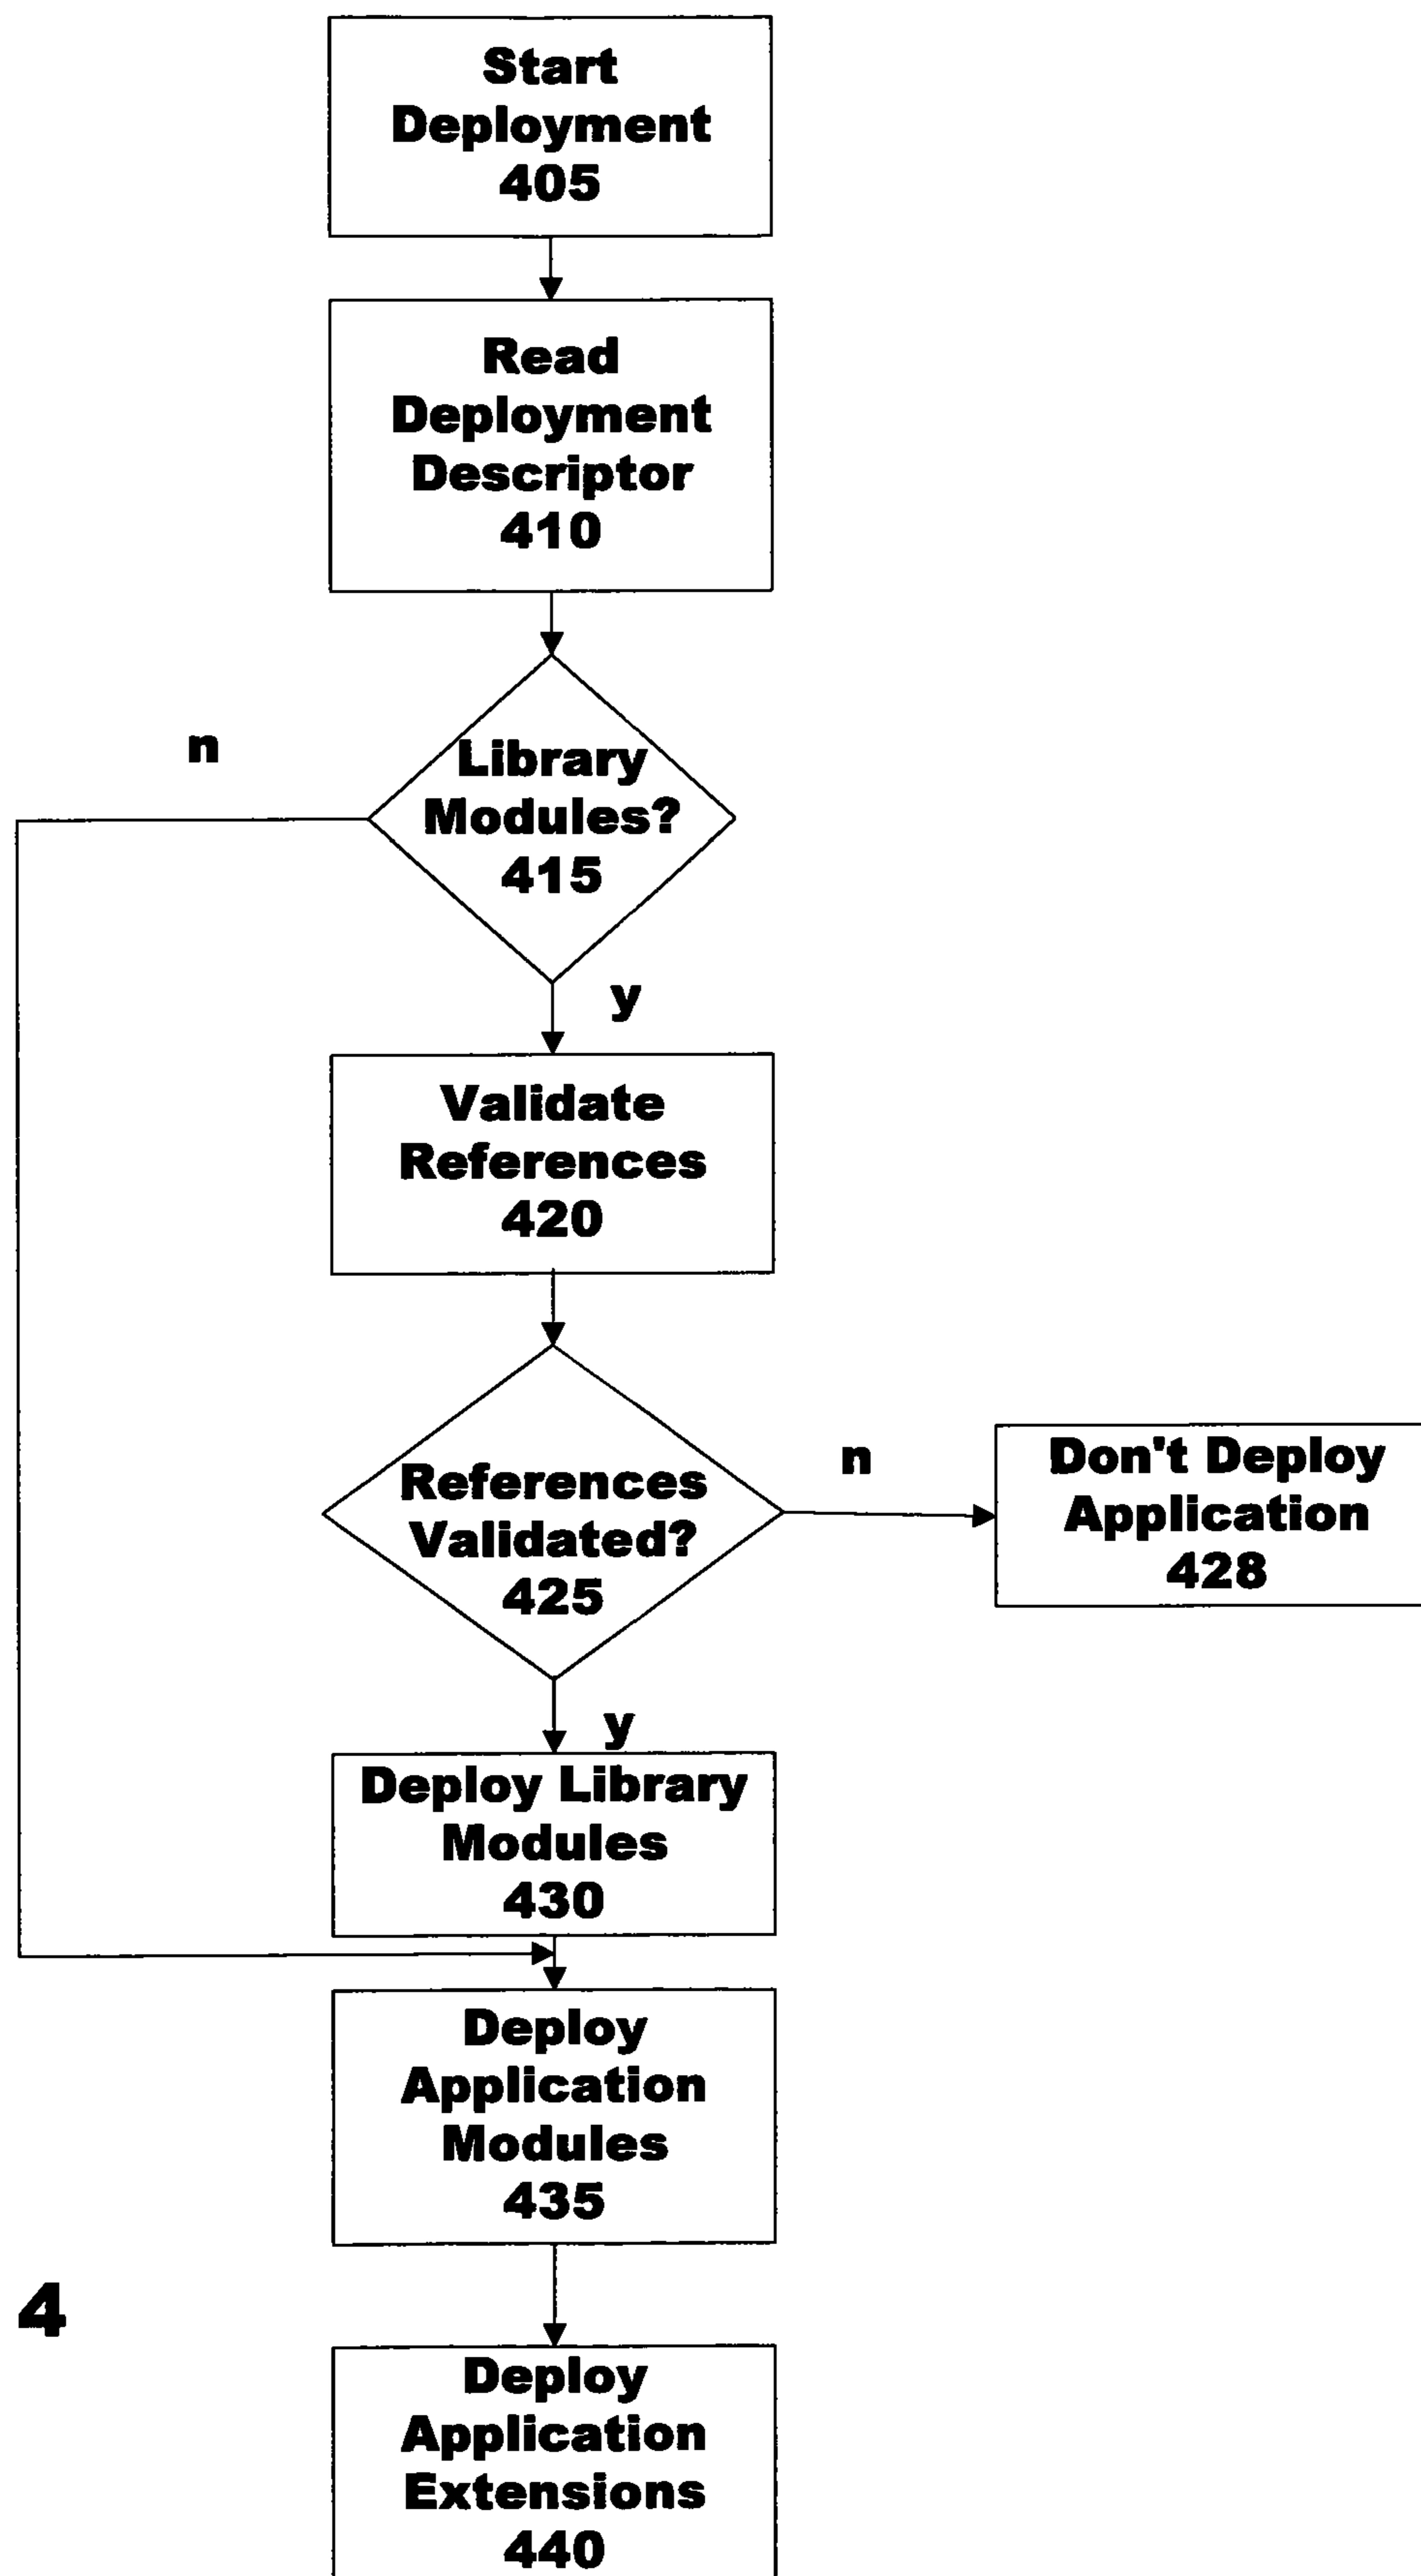 Start
Deployment
405
Read
Deployment
Descriptor
410
n
Library
Modules?
415
y
Validate
References
420
References
Validated?
425
n
Don't Deploy
Application
428
y
Deploy Library
Modules
430
Deploy
Application
Modules
435
4
Deploy
Application
Extensions
440